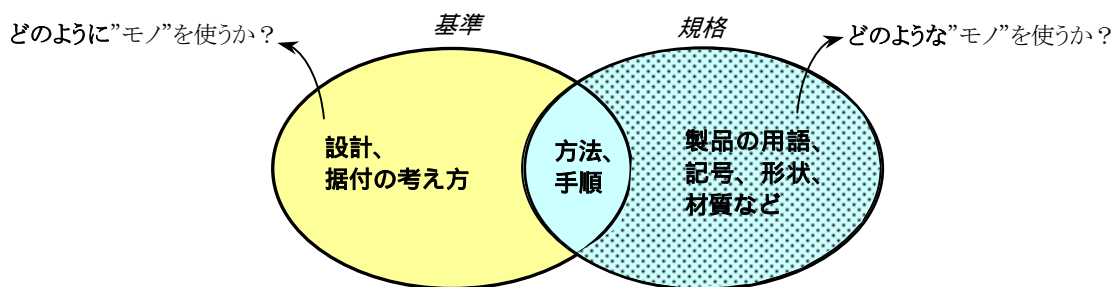 どのように”モノ”を使うか？
基準
規格
どのような”モノ”を使うか？
設計、
据付の考え方
方法、
手順
製品の用語、
記号、形状、
材質など